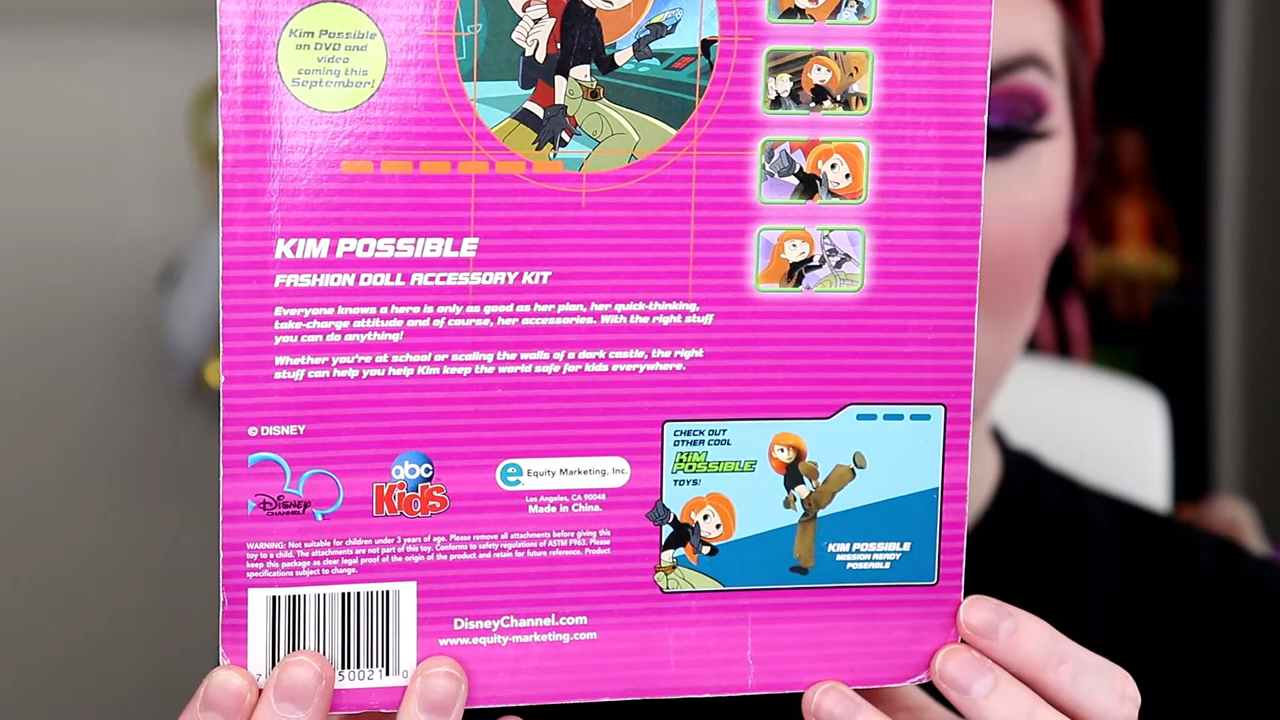 Kim Possible
on DVD and
video
coming this
September!
KIM POSSIBLE
FASHION DOLL ACCESSORY KIT
Everyone knows a hero is only as good as her plan, her quick-thinking,
take-charge attitude and of course, her accessories. With the right stuff
you can do anything!
Whether you're at school or scaling the walls of a dark castle, the right
stuff can help you help Kim keep the world safe for kids everywhere.
© DISNEY
DISNEY
CHANNEL
abc
Kids
e Equity Marketing, Inc.
Los Angeles, CA 90048
Made in China.
WARNING: Not suitable for children under 3 years of age. Please remove all attachments before giving this
toy to a child. The attachments are not part of this toy. Conforms to safety regulations of ASTM F963. Please
keep this package as clear legal proof of the origin of the product and retain for future reference. Product
specifications subject to change.
CHECK OUT
OTHER COOL
KIM
POSSIBLE
TOYS!
KIM POSSIBLE
MISSION READY
POSEABLE
DisneyChannel.com
www.equity-marketing.com
7 50021 0